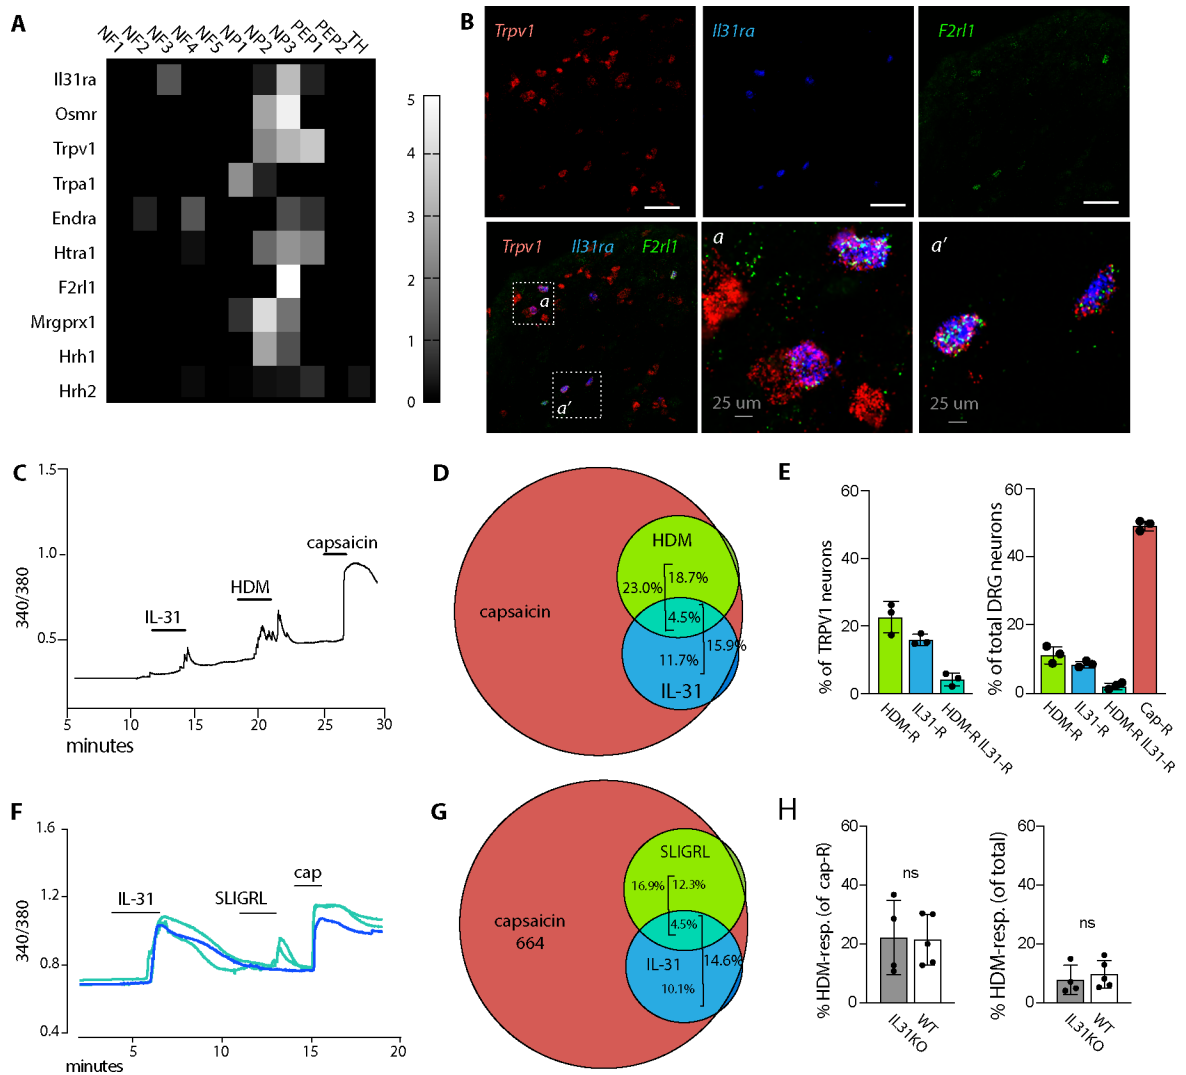 A
NF1 NF2 NF3 NF4 NF5 NP1 NP2 NP3 PEP1 PEP2 TH
Il31ra
Osmr
Trpv1
Trpa1
Endra
Htra1
F2rl1
Mrgprx1
Hrh1
Hrh2
5
4
3
2
1
0
B
Trpv1
Il31ra
F2rl1
Trpv1 Il31ra F2rl1
a
a'
a
25 um
a'
25 um
C
1.5
1.0
0.5
340/380
IL-31
HDM
capsaicin
5 10 15 20 25 30
minutes
D
capsaicin
HDM
23.0%
18.7%
4.5%
15.9%
11.7%
IL-31
E
% of TRPV1 neurons
60
40
20
0
HDM-R
IL31-R
HDM-R IL31-R
% of total DRG neurons
60
40
20
0
HDM-R
IL31-R
HDM-R IL31-R
Cap-R
F
1.6
1.2
0.8
0.4
340/380
IL-31
SLIGRL
cap
5 10 15 20
minutes
G
capsaicin
664
SLIGRL
16.9%
12.3%
4.5%
IL-31
14.6%
10.1%
H
% HDM-resp. (of cap-R)
60
40
20
0
ns
IL31KO
WT
% HDM-resp. (of total)
60
40
20
0
ns
IL31KO
WT